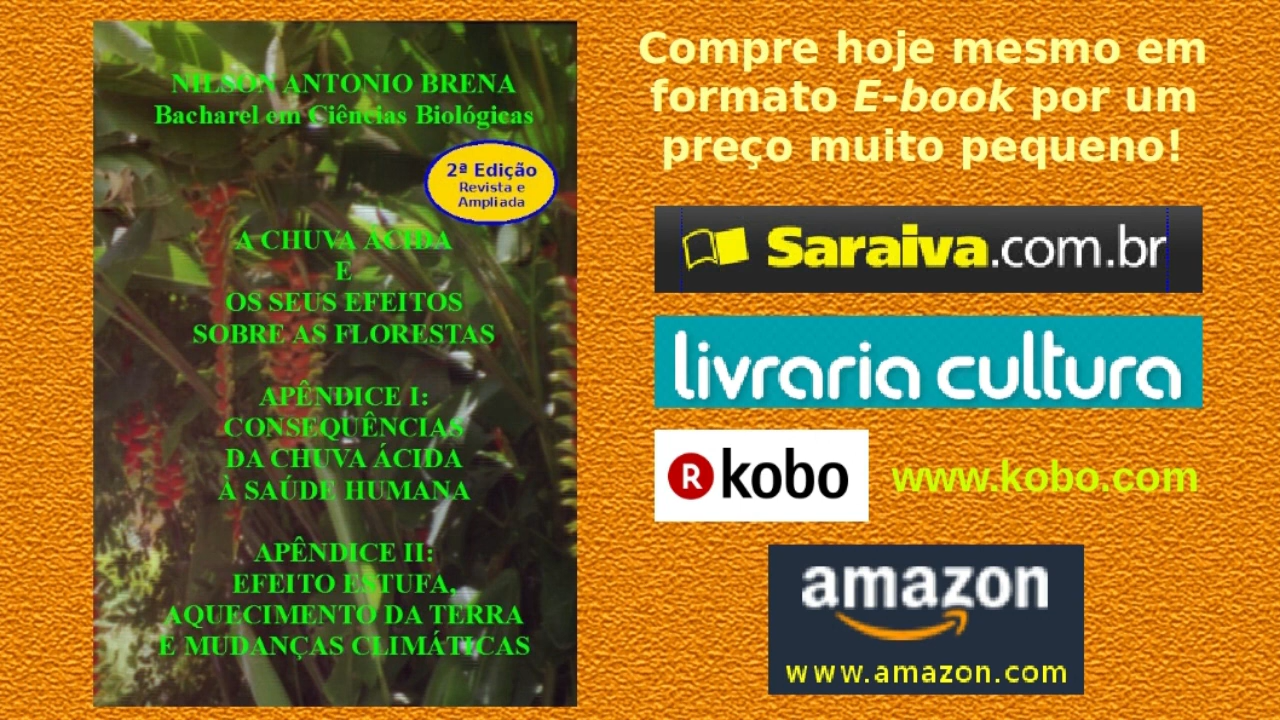 NILSON ANTONIO BRENA
Bacharel em Ciências Biológicas
2ª Edição
Revista e
Ampliada
A CHUVA ÁCIDA
E
OS SEUS EFEITOS
SOBRE AS FLORESTAS
APÊNDICE I:
CONSEQUÊNCIAS
DA CHUVA ÁCIDA
À SAÚDE HUMANA
APÊNDICE II:
EFEITO ESTUFA,
AQUECIMENTO DA TERRA
E MUDANÇAS CLIMÁTICAS
Compre hoje mesmo em
formato E-book por um
preço muito pequeno!
Saraiva.com.br
livraria cultura
R kobo www.kobo.com
amazon
www.amazon.com